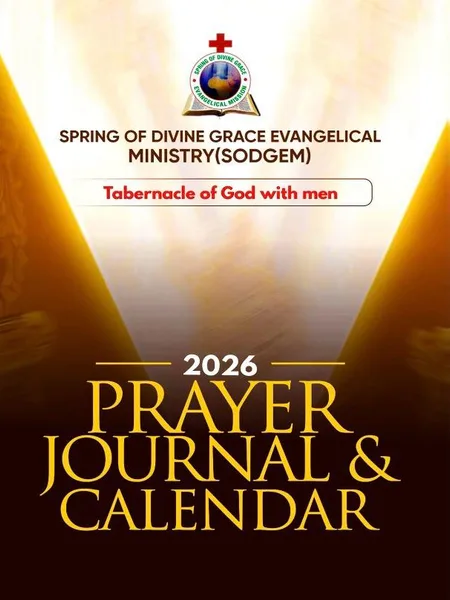 SPRING OF DIVINE GRACE
EVANGELICAL MISSION
SPRING OF DIVINE GRACE EVANGELICAL
MINISTRY(SODGEM)
Tabernacle of God with men
2026
PRAYER
JOURNAL &
CALENDAR